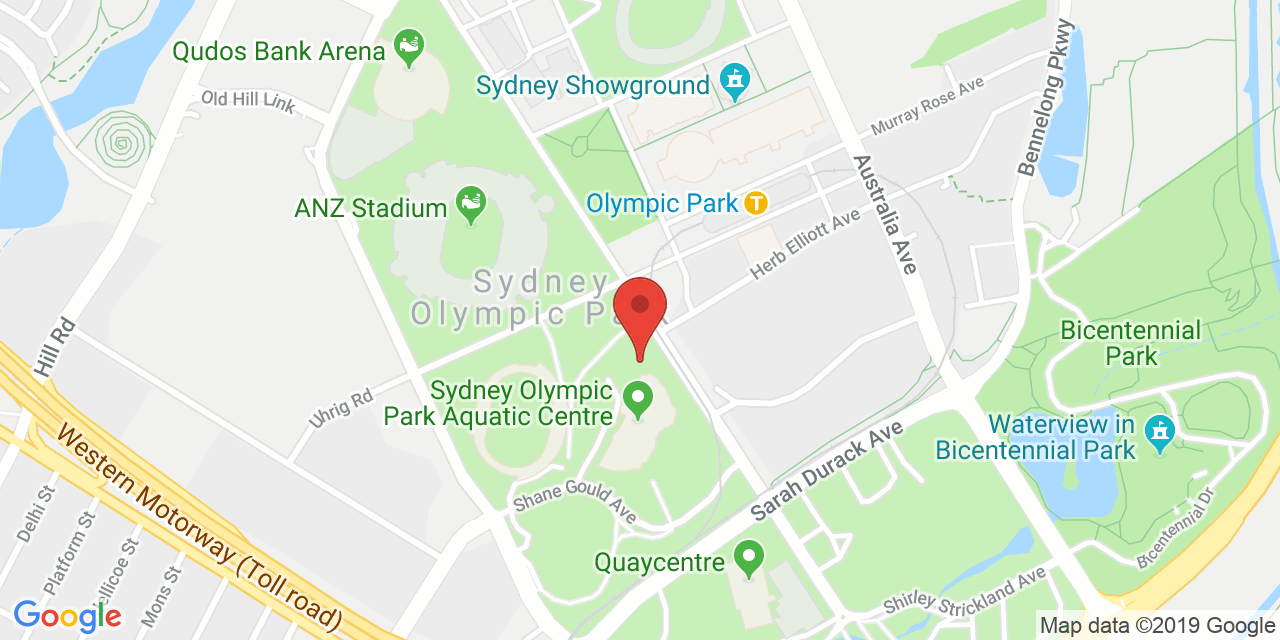 Qudos Bank Arena
Old Hill Link
Sydney Showground
Murray Rose Ave
Bennelong Pkwy
ANZ Stadium
Olympic Park
T
Australia Ave
Herb Elliott Ave
Sydney
Olympic
Hill Rd
Bicentennial
Park
Uhrig Rd
Sydney Olympic
Park Aquatic Centre
Waterview in
Bicentennial Park
Western Motorway (Toll road)
Sarah Durack Ave
Shane Gould Ave
Delhi St
Platform St
Mons St
Quaycentre
Bicentennial Dr
Shirley Strickland Ave
Google
Map data ©2019 Google